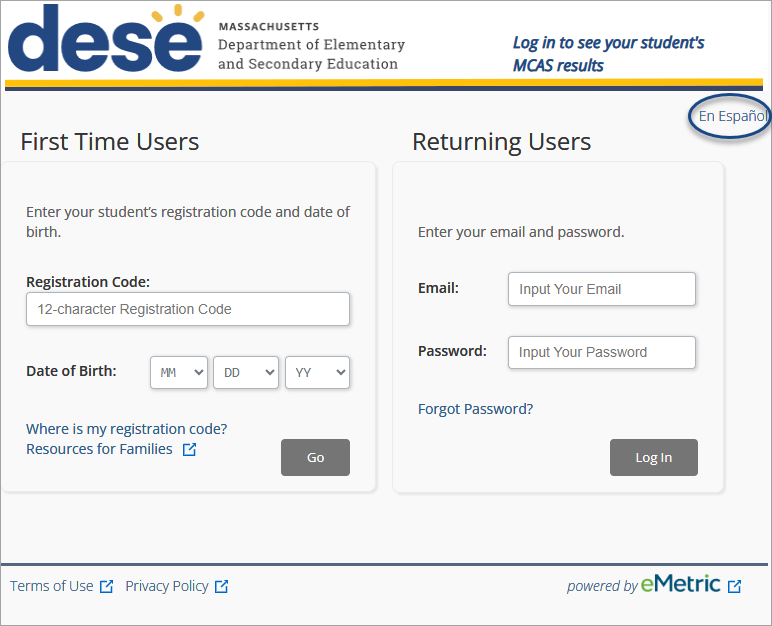 dese
MASSACHUSETTS
Department of Elementary
and Secondary Education
Log in to see your student's
MCAS results
En Español
First Time Users
Enter your student's registration code and date of
birth.
Registration Code:
12-character Registration Code
Date of Birth: MM DD YY
Where is my registration code?
Resources for Families
Go
Returning Users
Enter your email and password.
Email: Input Your Email
Password: Input Your Password
Forgot Password?
Log In
Terms of Use Privacy Policy
powered by eMetric